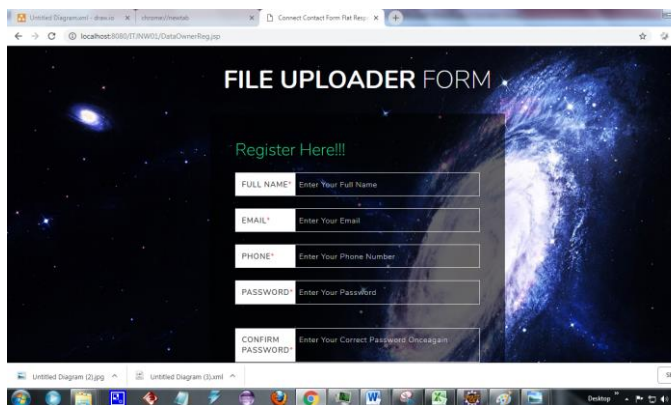 Untitled Diagram.xml - draw.io
chrome://newtab
Connect Contact Form Flat Resp
localhost:8080/ITJNW01/DataOwnerReg.jsp
FILE UPLOADER FORM
Register Here!!!
FULL NAME* Enter Your Full Name
EMAIL* Enter Your Email
PHONE* Enter Your Phone Number
PASSWORD* Enter Your Password
CONFIRM PASSWORD* Enter Your Correct Password Onceagain
Untitled Diagram (2).jpg
Untitled Diagram (3).xml
Desktop